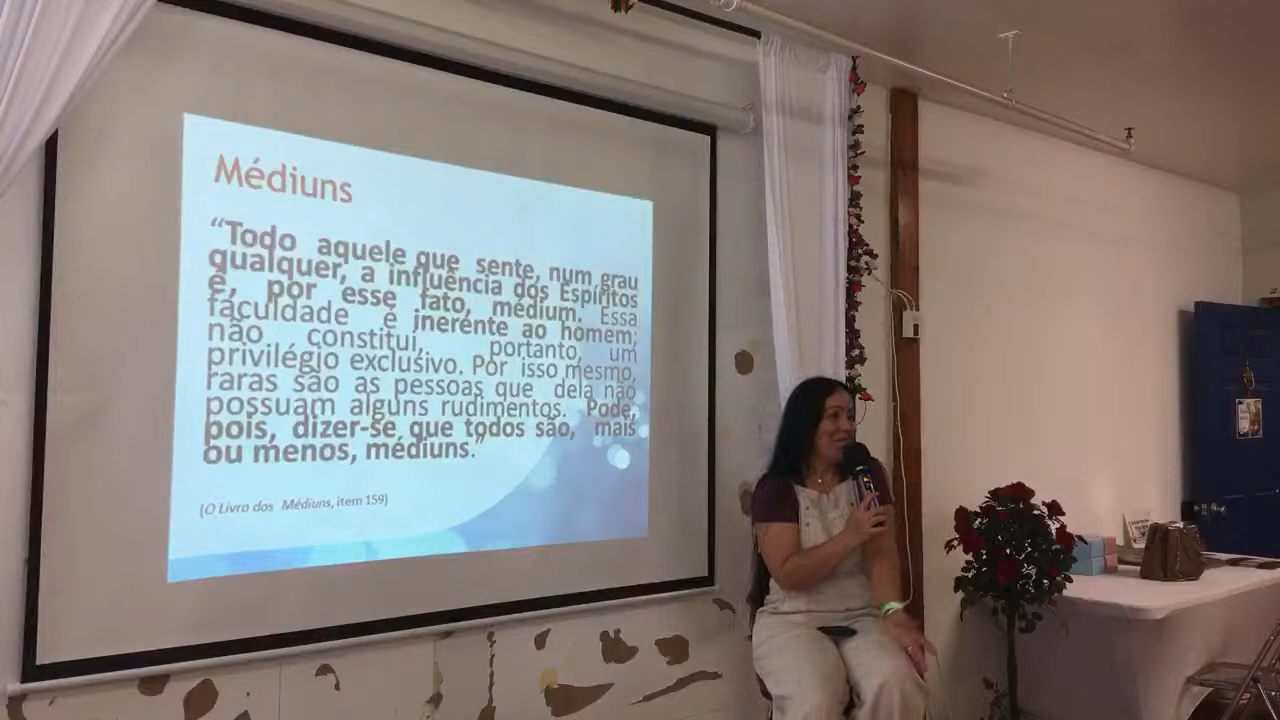 Médiuns
“Todo aquele que sente, num grau
qualquer, a influência dos Espíritos
é, por esse fato, médium. Essa
faculdade é inerente ao homem;
não constitui, portanto, um
privilégio exclusivo. Por isso mesmo,
raras são as pessoas que dela não
possuam alguns rudimentos. Pode,
pois, dizer-se que todos são, mais
ou menos, médiuns.”
(O Livro dos Médiuns, item 159)